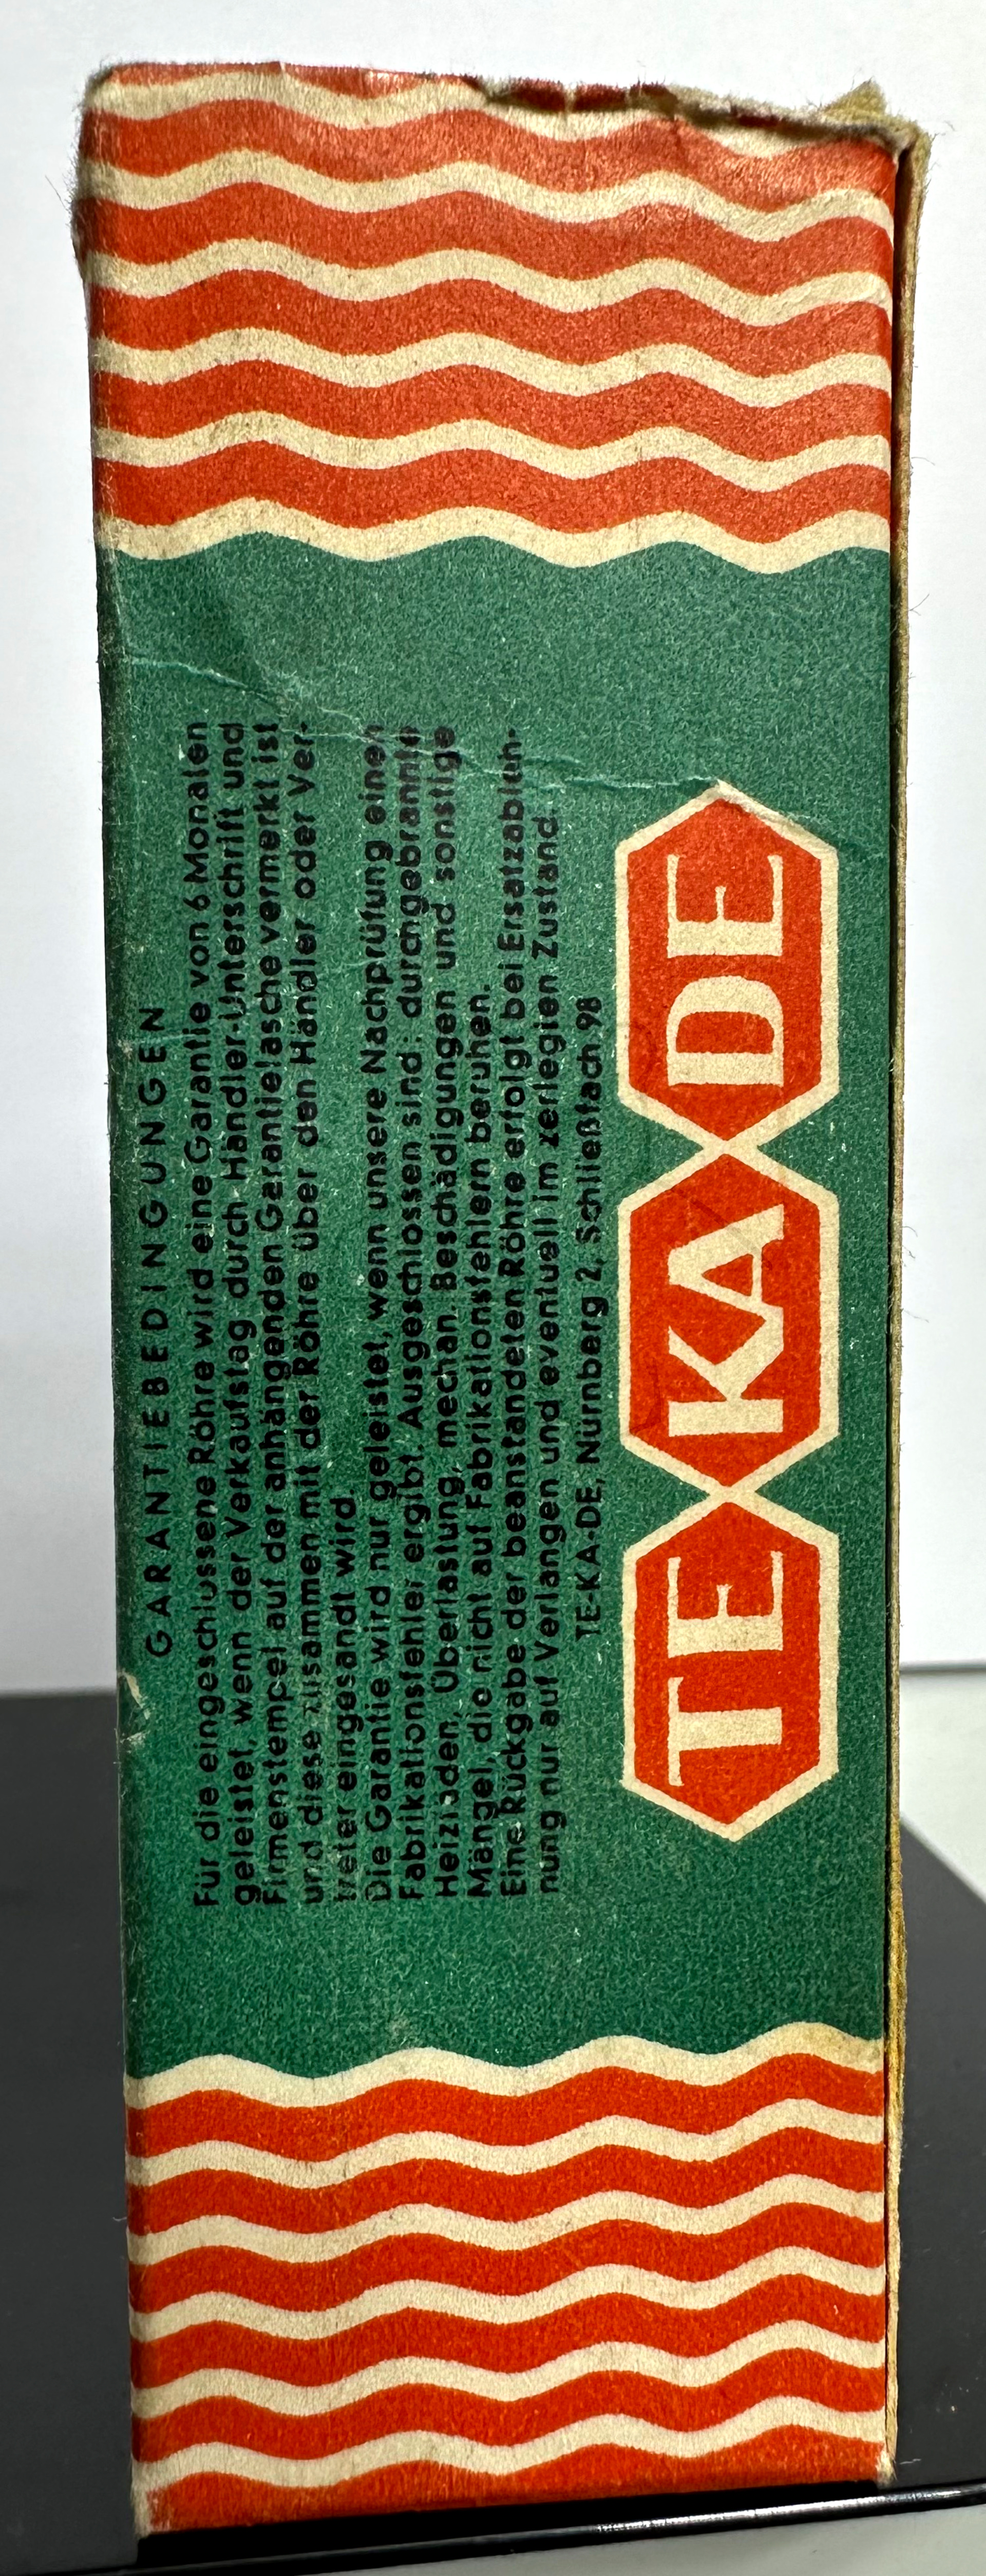 GARANTIEBEDINGUNGEN
Für die eingeschlossene Röhre wird eine Garantie von 6 Monaten
geleistet, wenn der Verkaufstag durch Händler-Unterschrift und
Firmenstempel auf der anhängenden Garantielasche vermerkt ist
und diese zusammen mit der Röhre über den Händler oder Ver-
treter eingesandt wird.
Die Garantie wird nur geleistet, wenn unsere Nachprüfung einen
Fabrikationsfehler ergibt. Ausgeschlossen sind: durchgebrannte
Heizfäden, Überlastung, mechan. Beschädigungen und sonstige
Mängel, die nicht auf Fabrikationsfehlern beruhen.
Eine Rückgabe der beanstandeten Röhre erfolgt bei Ersatzableh-
nung nur auf Verlangen und eventuell im zerlegten Zustand.
TE-KA-DE, Nürnberg 2, Schließfach 98
TE KA DE